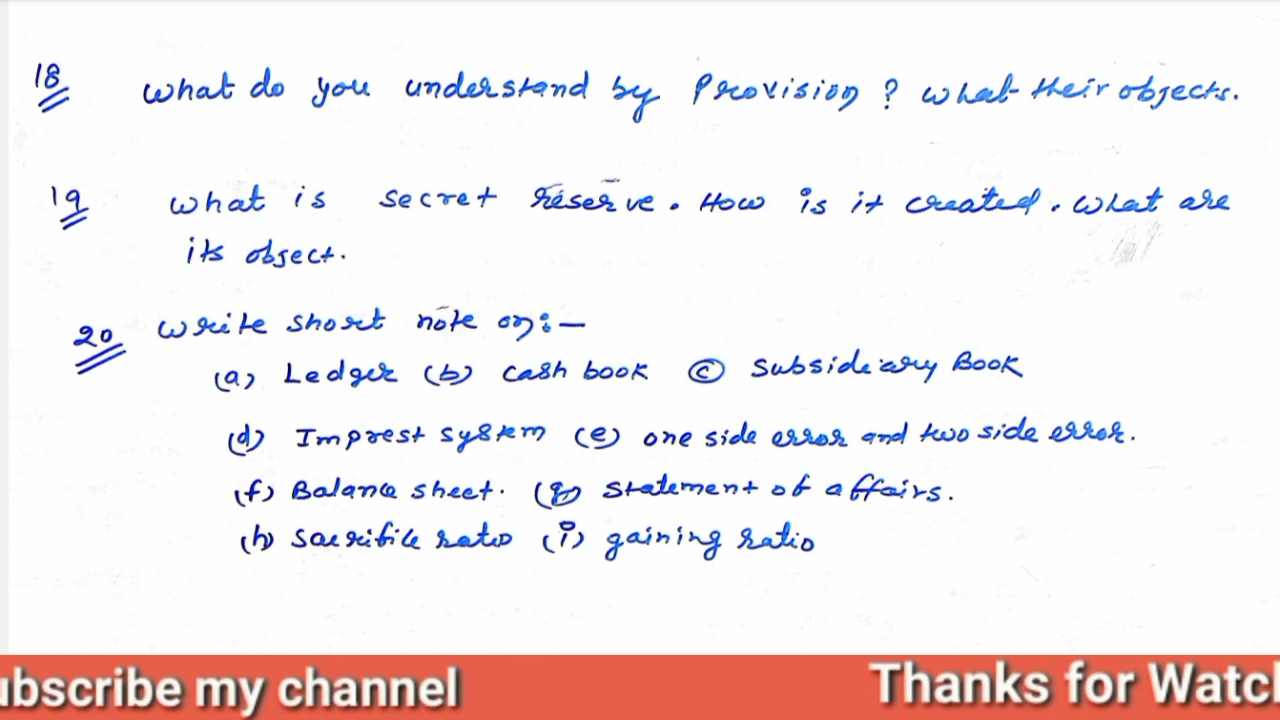 18 What do you understand by Provision ? What their objects.
19 What is secret reserve. How is it created. What are
its object.
20 Write short note on:—
(a) Ledger (b) cash book (c) Subsidiary Book
(d) Imprest system (e) one side error and two side error.
(f) Balance sheet. (g) Statement of affairs.
(h) Sacrifice ratio (i) gaining ratio
ubscribe my channel Thanks for Watc